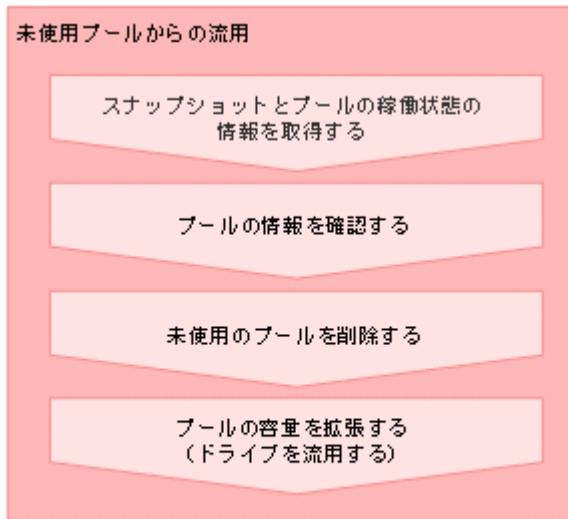 未使用プールからの流用
スナップショットとプールの稼働状態の
情報を取得する
プールの情報を確認する
未使用のプールを削除する
プールの容量を拡張する
（ドライブを流用する）